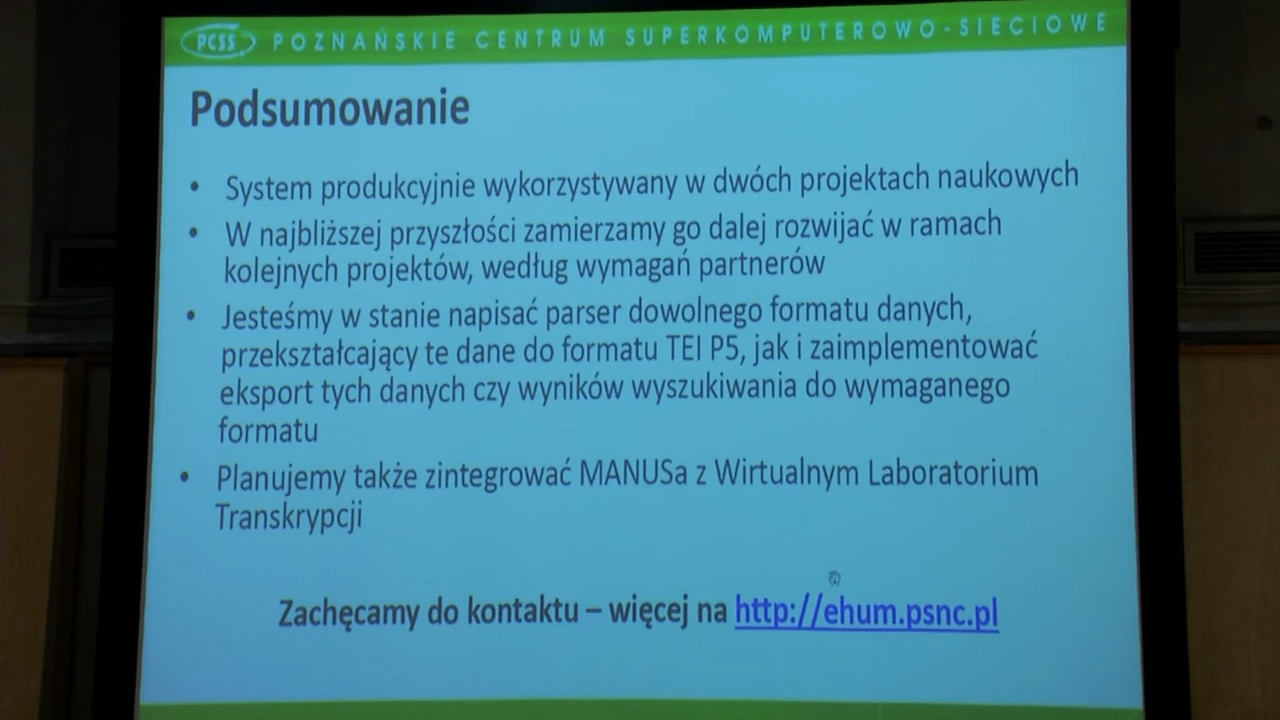 PCSS POZNAŃSKIE CENTRUM SUPERKOMPUTEROWO-SIECIOWE
Podsumowanie
• System produkcyjnie wykorzystywany w dwóch projektach naukowych
• W najbliższej przyszłości zamierzamy go dalej rozwijać w ramach
kolejnych projektów, według wymagań partnerów
• Jesteśmy w stanie napisać parser dowolnego formatu danych,
przekształcający te dane do formatu TEI P5, jak i zaimplementować
eksport tych danych czy wyników wyszukiwania do wymaganego
formatu
• Planujemy także zintegrować MANUSa z Wirtualnym Laboratorium
Transkrypcji
Zachęcamy do kontaktu – więcej na http://ehum.psnc.pl